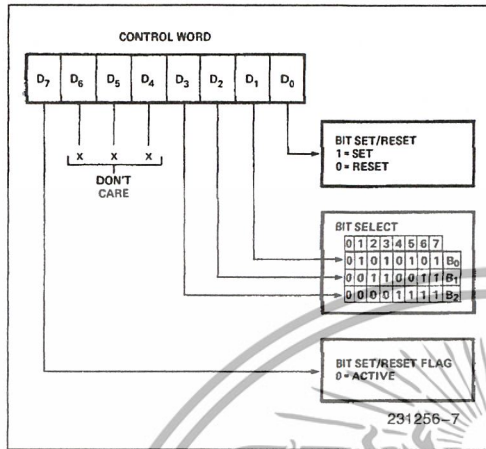 CONTROL WORD
D7 D6 D5 D4 D3 D2 D1 D0
X X X
DON'T
CARE
BIT SET/RESET
1 = SET
0 = RESET
BIT SELECT
0 1 2 3 4 5 6 7
0 1 0 1 0 1 0 1 B0
0 0 1 1 0 0 1 1 B1
0 0 0 0 1 1 1 1 B2
BIT SET/RESET FLAG
0 = ACTIVE
231256-7